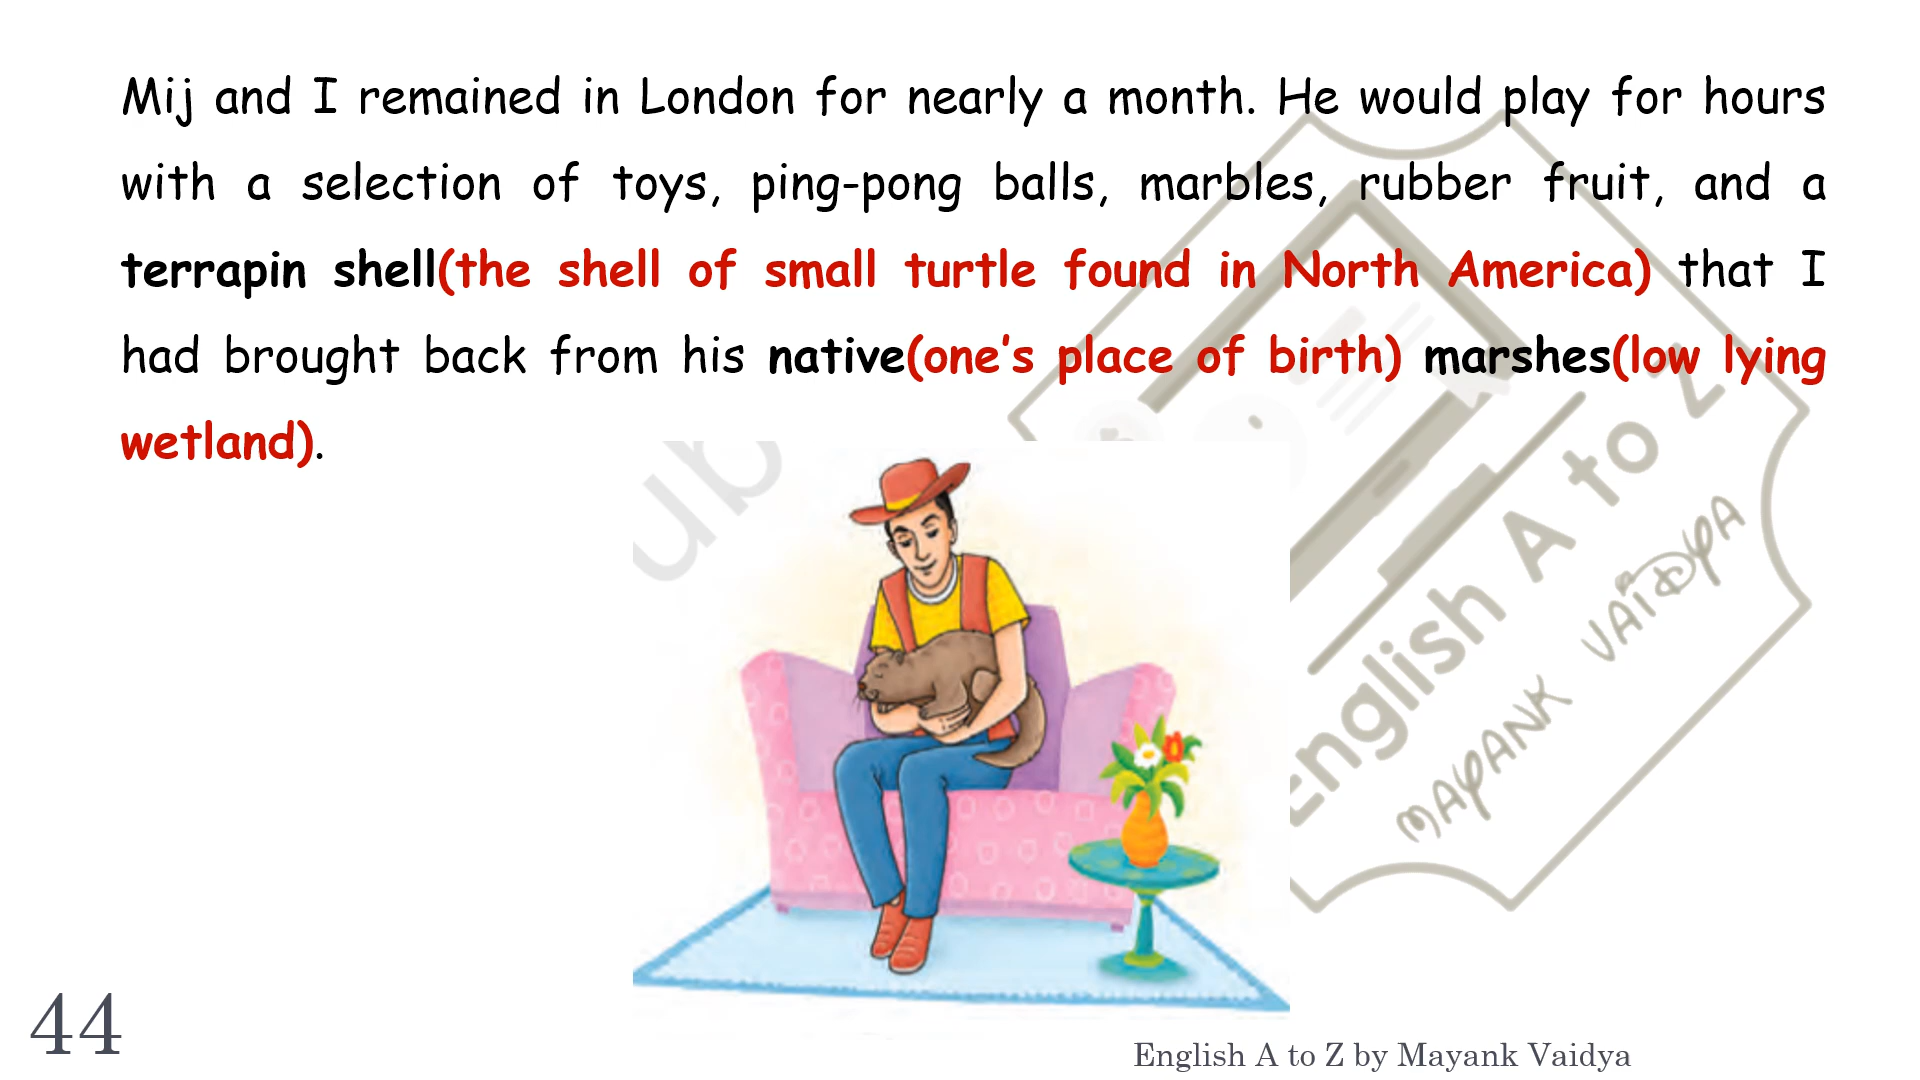 Mij and I remained in London for nearly a month. He would play for hours
with a selection of toys, ping-pong balls, marbles, rubber fruit, and a
terrapin shell(the shell of small turtle found in North America) that I
had brought back from his native(one's place of birth) marshes(low lying
wetland).
English A to Z
MAYANK VAIDYA
44
English A to Z by Mayank Vaidya